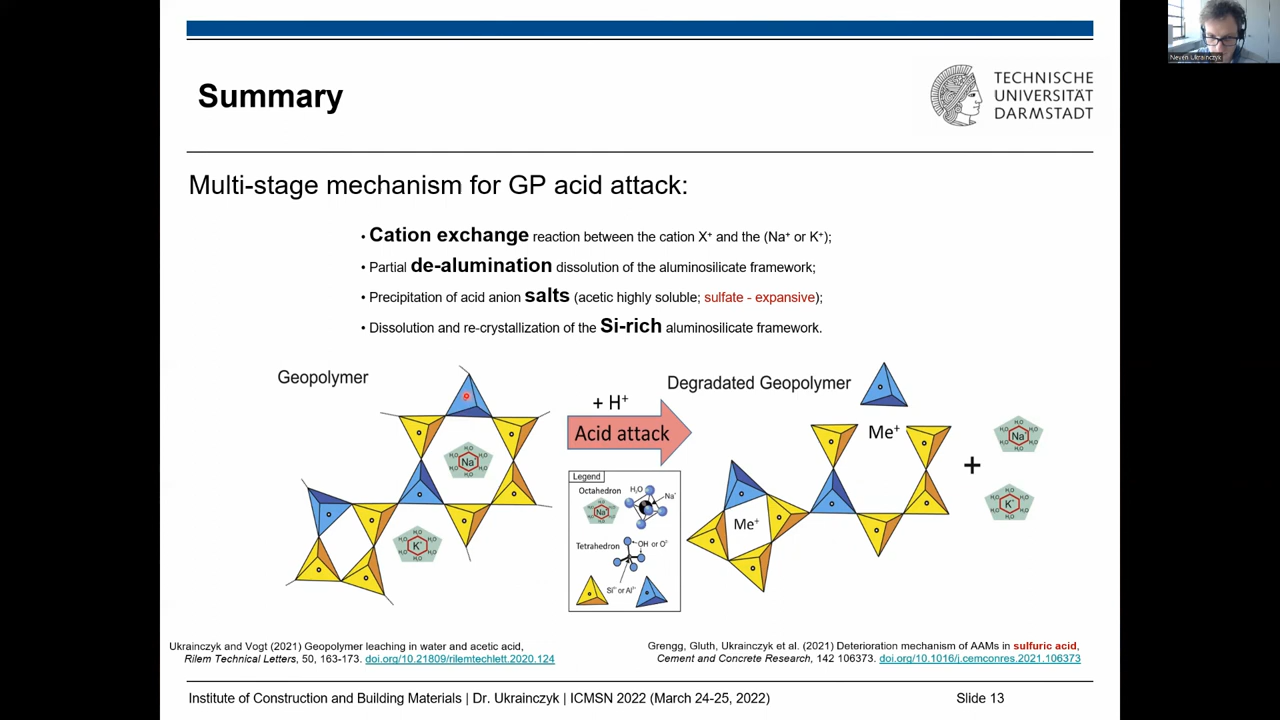 Neven Ukrainczyk
Summary
TECHNISCHE
UNIVERSITÄT
DARMSTADT
Multi-stage mechanism for GP acid attack:
• Cation exchange reaction between the cation X⁺ and the (Na⁺ or K⁺);
• Partial de-alumination dissolution of the aluminosilicate framework;
• Precipitation of acid anion salts (acetic highly soluble; sulfate - expansive);
• Dissolution and re-crystallization of the Si-rich aluminosilicate framework.
Geopolymer
+ H⁺
Acid attack
Degraded Geopolymer
Na⁺
K⁺
Legend
Octahedron
H₂O
Na⁺
Tetrahedron
OH or O²⁻
Si⁴⁺ or Al³⁺
Me⁺
Me⁺
+
Na⁺
K⁺
Ukrainczyk and Vogt (2021) Geopolymer leaching in water and acetic acid,
Rilem Technical Letters, 50, 163-173. doi.org/10.21809/rilemtechlett.2020.124
Grengg, Gluth, Ukrainczyk et al. (2021) Deterioration mechanism of AAMs in sulfuric acid,
Cement and Concrete Research, 142 106373. doi.org/10.1016/j.cemconres.2021.106373
Institute of Construction and Building Materials | Dr. Ukrainczyk | ICMSN 2022 (March 24-25, 2022)
Slide 13